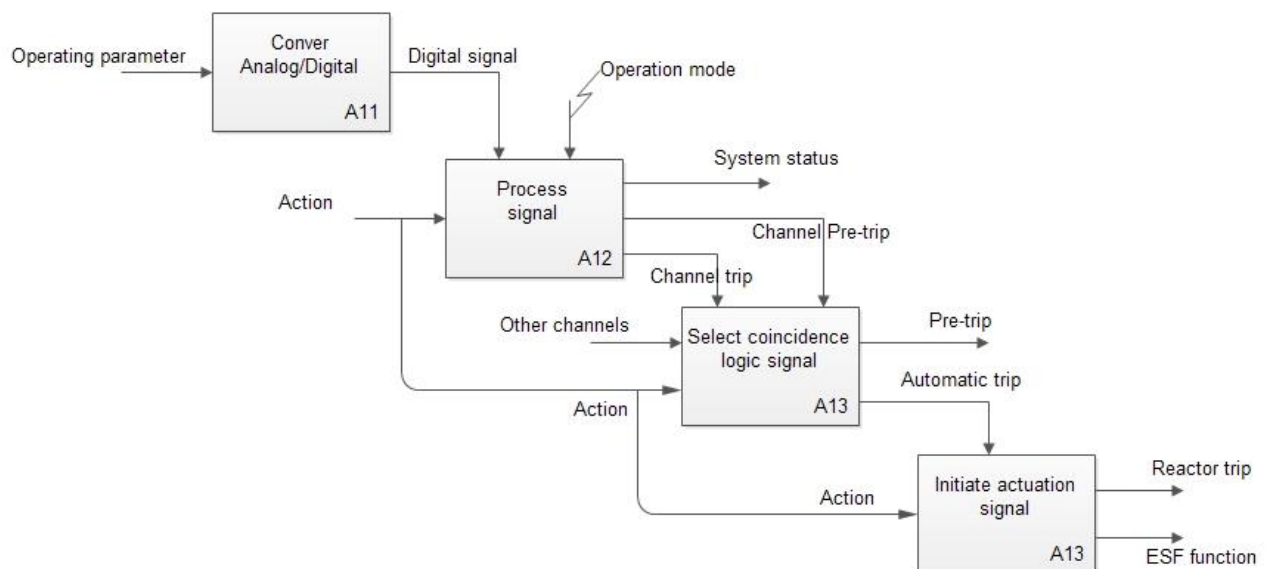 Operating parameter
Conver
Analog/Digital
A11
Digital signal
Operation mode
Action
Process
signal
A12
System status
Channel Pre-trip
Channel trip
Other channels
Select coincidence
logic signal
A13
Pre-trip
Action
Automatic trip
Action
Initiate actuation
signal
A13
Reactor trip
ESF function